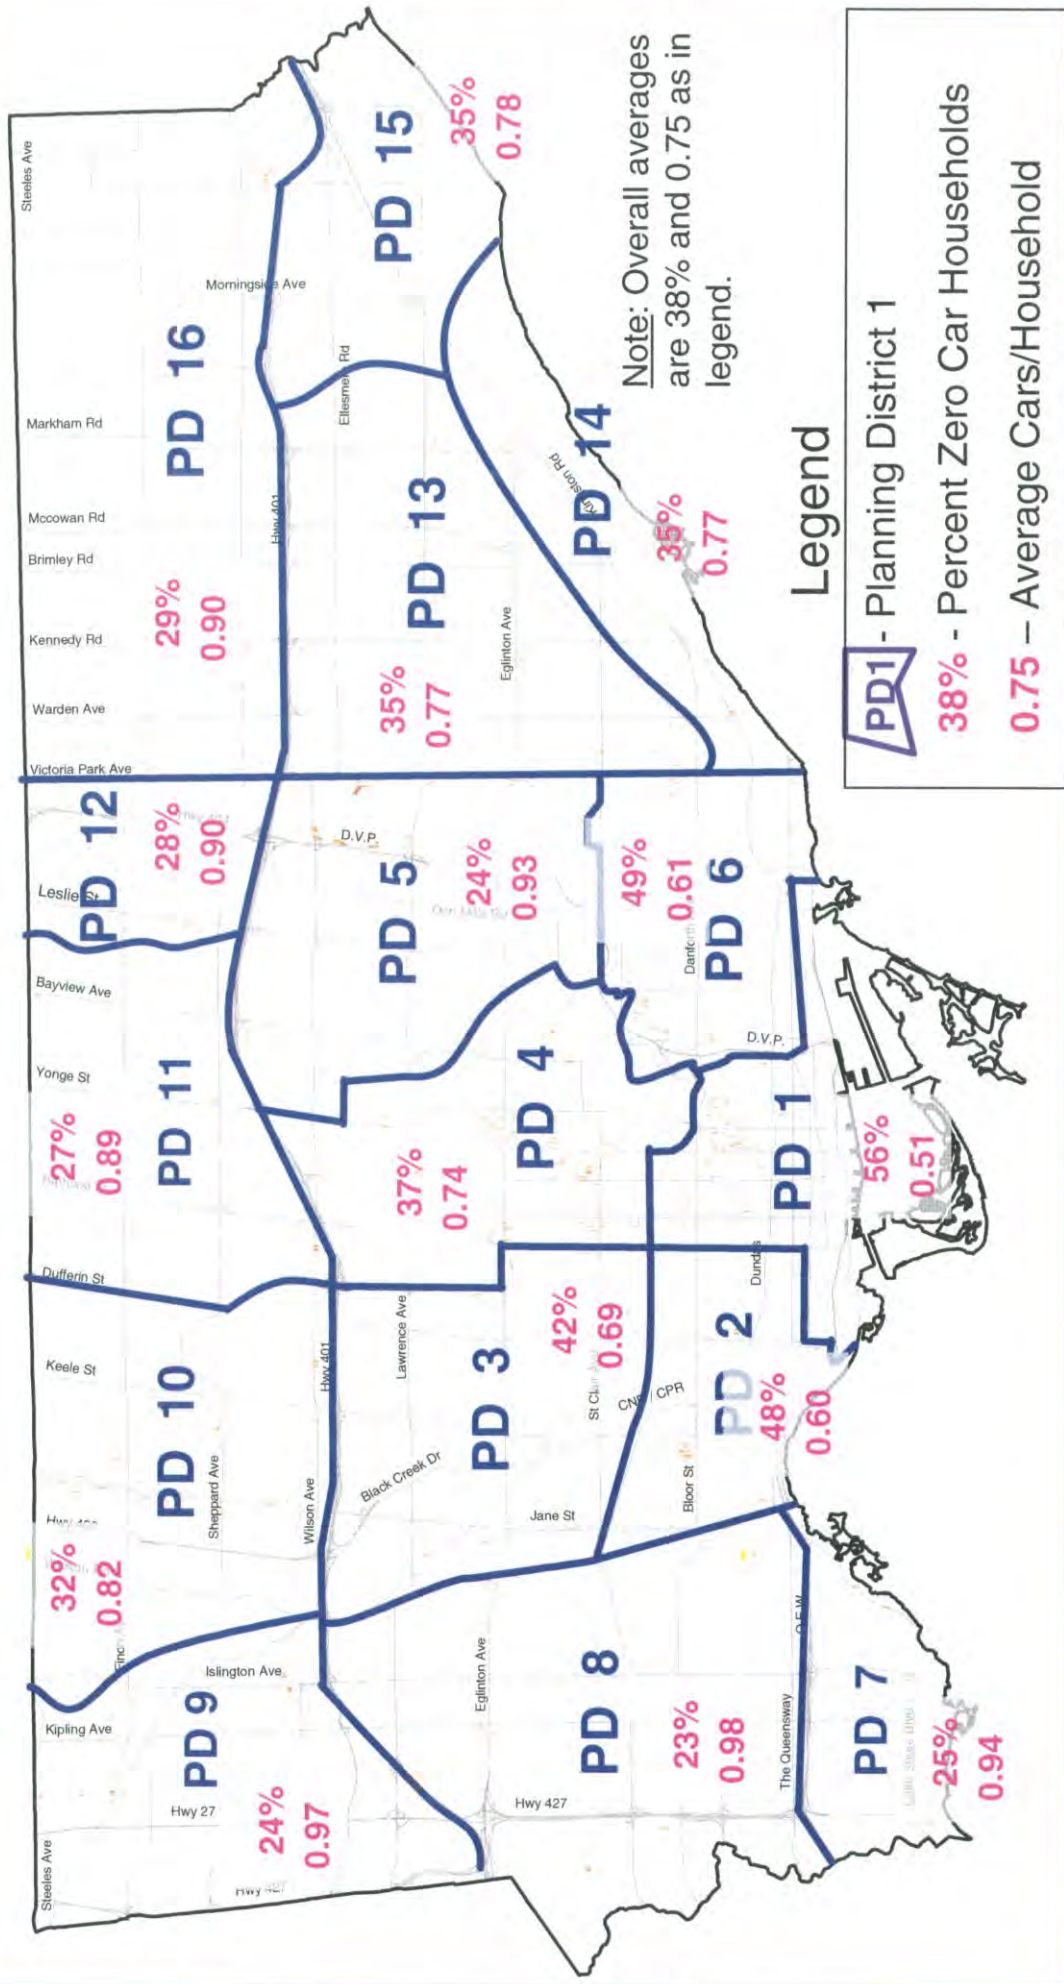 Steeles Ave
Steeles Ave
Kipling Ave
Keele St
Dufferin St
Yonge St
Bayview Ave
Leslie St
Victoria Park Ave
Warden Ave
Kennedy Rd
Brimley Rd
Mccowan Rd
Markham Rd
32%
0.82
27%
0.89
PD 12
28%
0.90
29%
0.90
PD 16
Morningside Ave
PD 9
Hwy 27
24%
0.97
Hwy 427
Islington Ave
PD 10
Sheppard Ave
PD 11
Wilson Ave
Hwy 401
Hwy 401
Black Creek Dr
Lawrence Ave
37%
0.74
PD 5
D.V.P.
24%
0.93
35%
0.77
PD 13
Ellesmere Rd
PD 15
35%
0.78
Eglinton Ave
Eglinton Ave
PD 3
PD 4
42%
0.69
St Clair Ave
Jane St
CNR / CPR
Hwy 427
PD 8
23%
0.98
Bloor St
PD 2
48%
0.60
Dundas
49%
0.61
Danforth
PD 6
D.V.P.
PD 14
Kingston Rd
35%
0.77
The Queensway
Q.E.W.
PD 7
25%
0.94
PD 1
56%
0.51
Note: Overall averages
are 38% and 0.75 as in
legend.
Legend
PD1 - Planning District 1
38% - Percent Zero Car Households
0.75 – Average Cars/Household